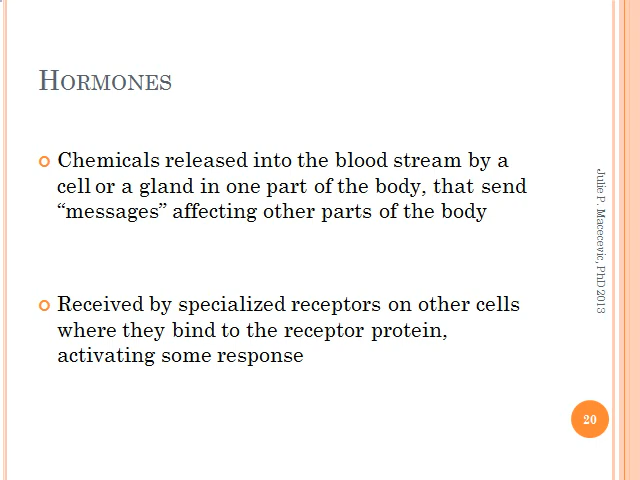 HORMONES
Chemicals released into the blood stream by a
cell or a gland in one part of the body, that send
“messages” affecting other parts of the body
Received by specialized receptors on other cells
where they bind to the receptor protein,
activating some response
Julie P. Macecevic, PhD 2013
20